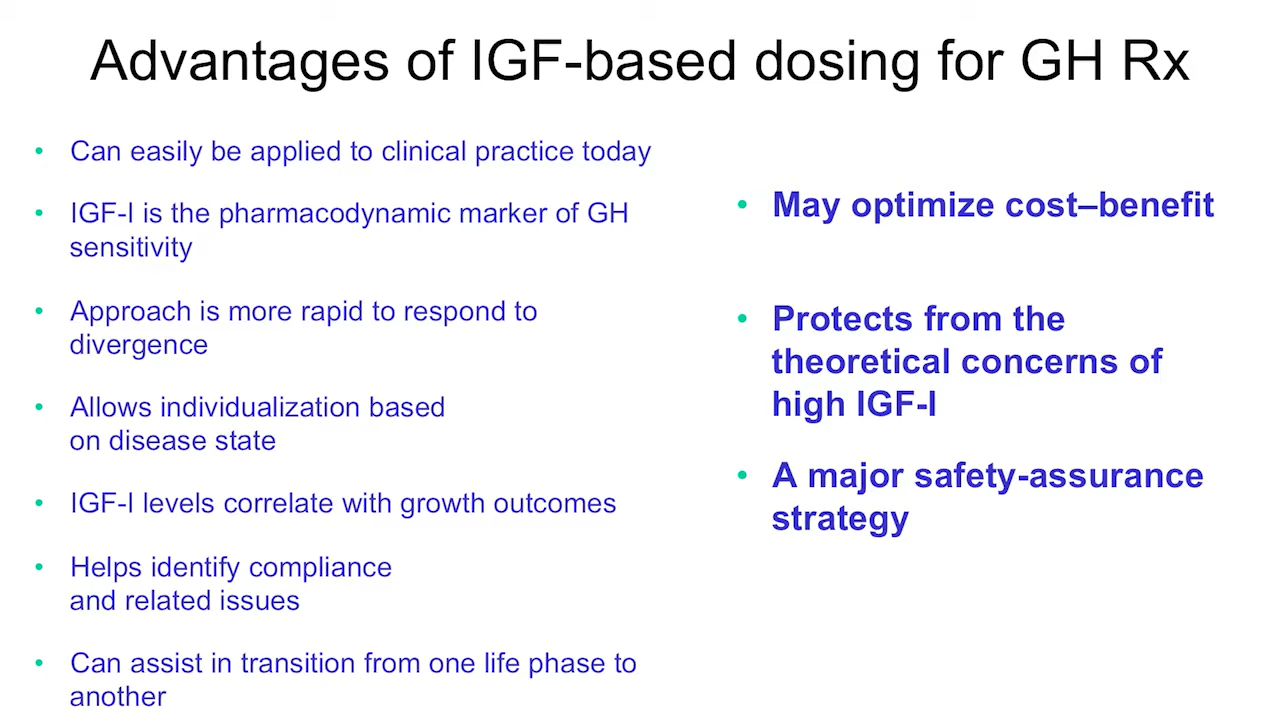 Advantages of IGF-based dosing for GH Rx
• Can easily be applied to clinical practice today
• IGF-I is the pharmacodynamic marker of GH
sensitivity
• Approach is more rapid to respond to
divergence
• Allows individualization based
on disease state
• IGF-I levels correlate with growth outcomes
• Helps identify compliance
and related issues
• Can assist in transition from one life phase to
another
• May optimize cost–benefit
• Protects from the
theoretical concerns of
high IGF-I
• A major safety-assurance
strategy